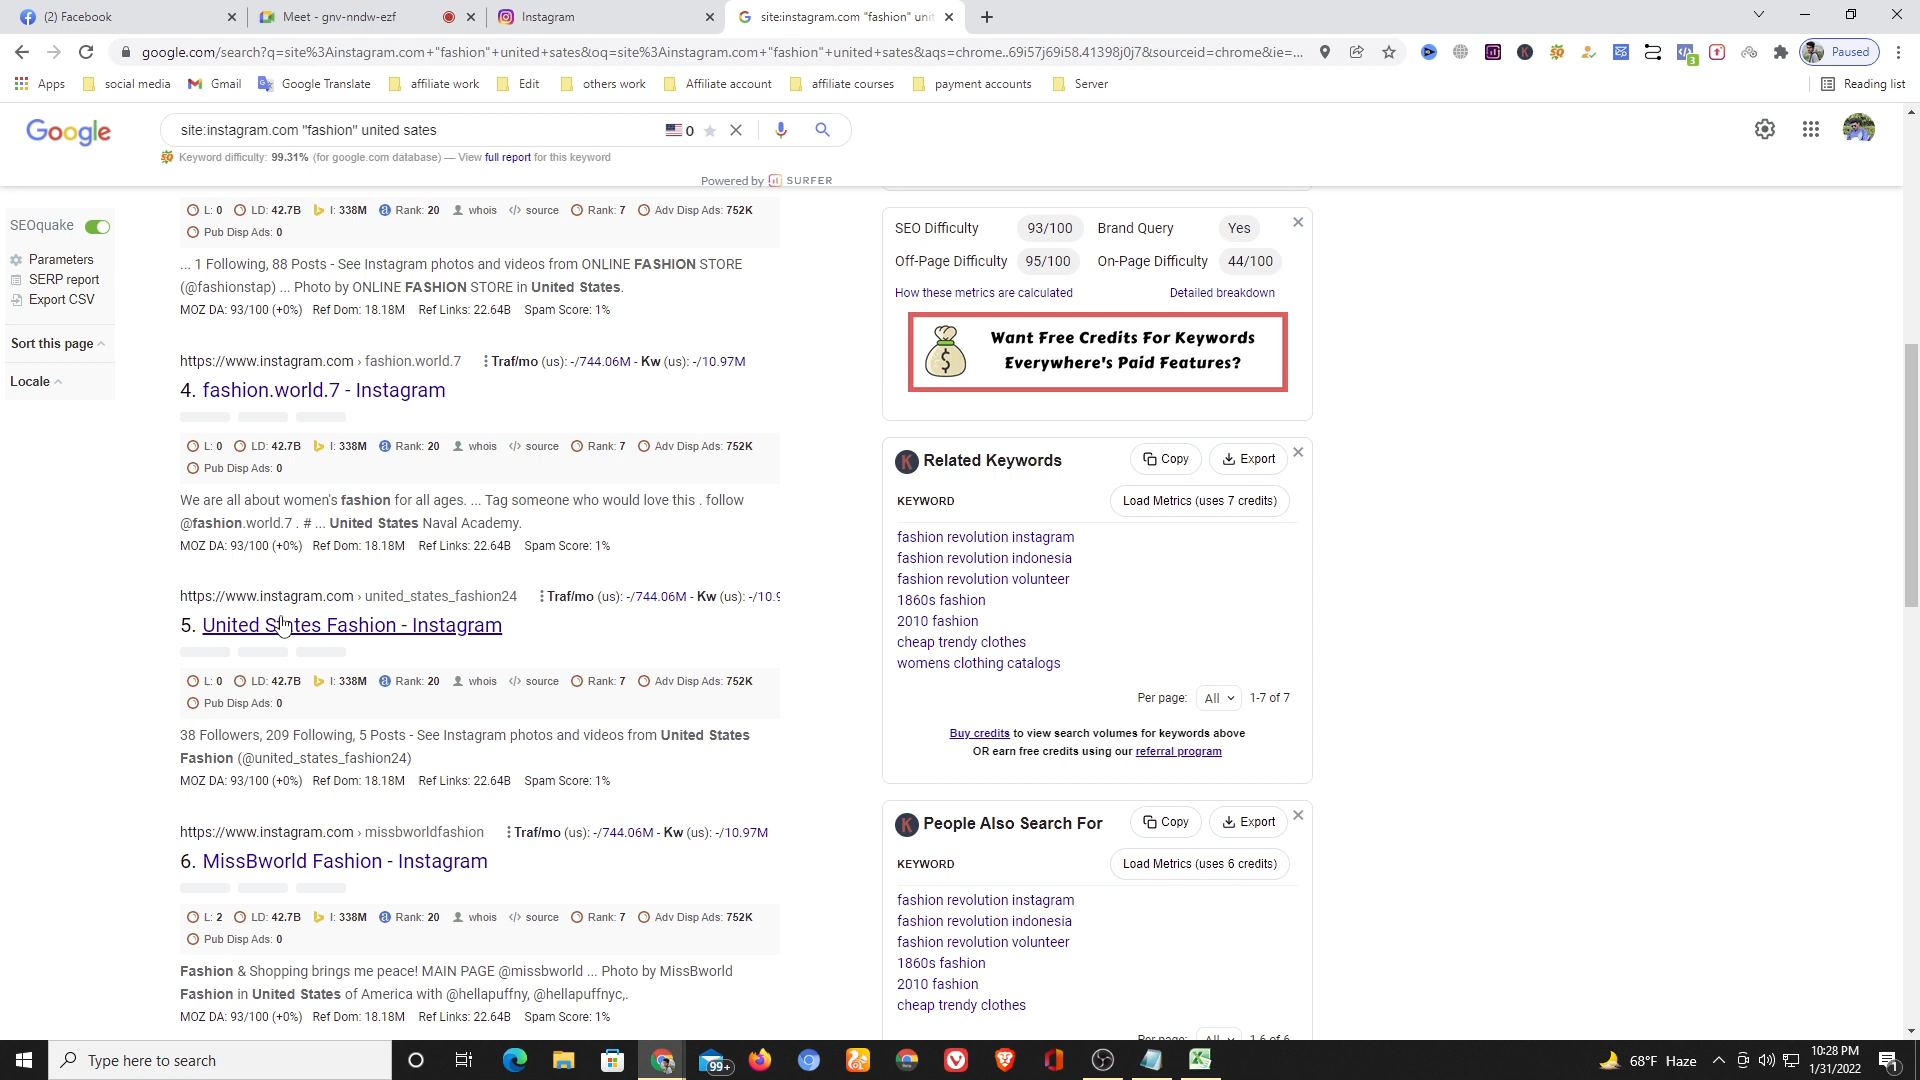 (2) Facebook
Meet - gnv-nndw-ezf
Instagram
site:instagram.com "fashion" unit
google.com/search?q=site%3Ainstagram.com+"fashion"+united+sates&oq=site%3Ainstagram.com+"fashion"+united+sates&aqs=chrome..69i57j69i58.41398j0j7&sourceid=chrome&ie=...
Paused
Apps
social media
Gmail
Google Translate
affiliate work
Edit
others work
Affiliate account
affiliate courses
payment accounts
Server
Reading list
Google
site:instagram.com "fashion" united sates
0
Keyword difficulty: 99.31% (for google.com database) — View full report for this keyword
Powered by SURFER
SEOquake
Parameters
SERP report
Export CSV
Sort this page
Locale
L: 0 LD: 42.7B I: 338M Rank: 20 whois source Rank: 7 Adv Disp Ads: 752K
Pub Disp Ads: 0
... 1 Following, 88 Posts - See Instagram photos and videos from ONLINE FASHION STORE
(@fashionstap) ... Photo by ONLINE FASHION STORE in United States.
MOZ DA: 93/100 (+0%) Ref Dom: 18.18M Ref Links: 22.64B Spam Score: 1%
https://www.instagram.com › fashion.world.7 Traf/mo (us): -/744.06M - Kw (us): -/10.97M
4. fashion.world.7 - Instagram
L: 0 LD: 42.7B I: 338M Rank: 20 whois source Rank: 7 Adv Disp Ads: 752K
Pub Disp Ads: 0
We are all about women's fashion for all ages. ... Tag someone who would love this . follow
@fashion.world.7 . # ... United States Naval Academy.
MOZ DA: 93/100 (+0%) Ref Dom: 18.18M Ref Links: 22.64B Spam Score: 1%
https://www.instagram.com › united_states_fashion24 Traf/mo (us): -/744.06M - Kw (us): -/10.9
5. United States Fashion - Instagram
L: 0 LD: 42.7B I: 338M Rank: 20 whois source Rank: 7 Adv Disp Ads: 752K
Pub Disp Ads: 0
38 Followers, 209 Following, 5 Posts - See Instagram photos and videos from United States
Fashion (@united_states_fashion24)
MOZ DA: 93/100 (+0%) Ref Dom: 18.18M Ref Links: 22.64B Spam Score: 1%
https://www.instagram.com › missbworldfashion Traf/mo (us): -/744.06M - Kw (us): -/10.97M
6. MissBworld Fashion - Instagram
L: 2 LD: 42.7B I: 338M Rank: 20 whois source Rank: 7 Adv Disp Ads: 752K
Pub Disp Ads: 0
Fashion & Shopping brings me peace! MAIN PAGE @missbworld ... Photo by MissBworld
Fashion in United States of America with @hellapuffny, @hellapuffnyc,.
MOZ DA: 93/100 (+0%) Ref Dom: 18.18M Ref Links: 22.64B Spam Score: 1%
SEO Difficulty 93/100 Brand Query Yes
Off-Page Difficulty 95/100 On-Page Difficulty 44/100
How these metrics are calculated Detailed breakdown
Want Free Credits For Keywords
Everywhere's Paid Features?
Related Keywords Copy Export
KEYWORD Load Metrics (uses 7 credits)
fashion revolution instagram
fashion revolution indonesia
fashion revolution volunteer
1860s fashion
2010 fashion
cheap trendy clothes
womens clothing catalogs
Per page: All 1-7 of 7
Buy credits to view search volumes for keywords above
OR earn free credits using our referral program
People Also Search For Copy Export
KEYWORD Load Metrics (uses 6 credits)
fashion revolution instagram
fashion revolution indonesia
fashion revolution volunteer
1860s fashion
2010 fashion
cheap trendy clothes
Per page: All 1-6 of 6
Type here to search
99+
68°F Haze
10:28 PM
1/31/2022
1